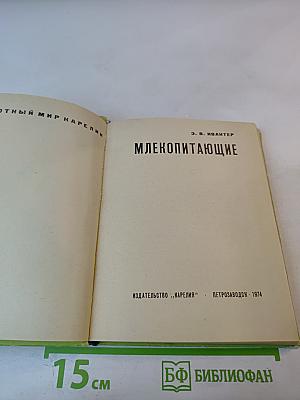 ОТНЫЙ МИР КАРЕЛИИ
Э. В. ИВАНТЕР
МЛЕКОПИТАЮЩИЕ
ИЗДАТЕЛЬСТВО „КАРЕЛИЯ" · ПЕТРОЗАВОДСК · 1974
15 см
БФ БИБЛИОФАН